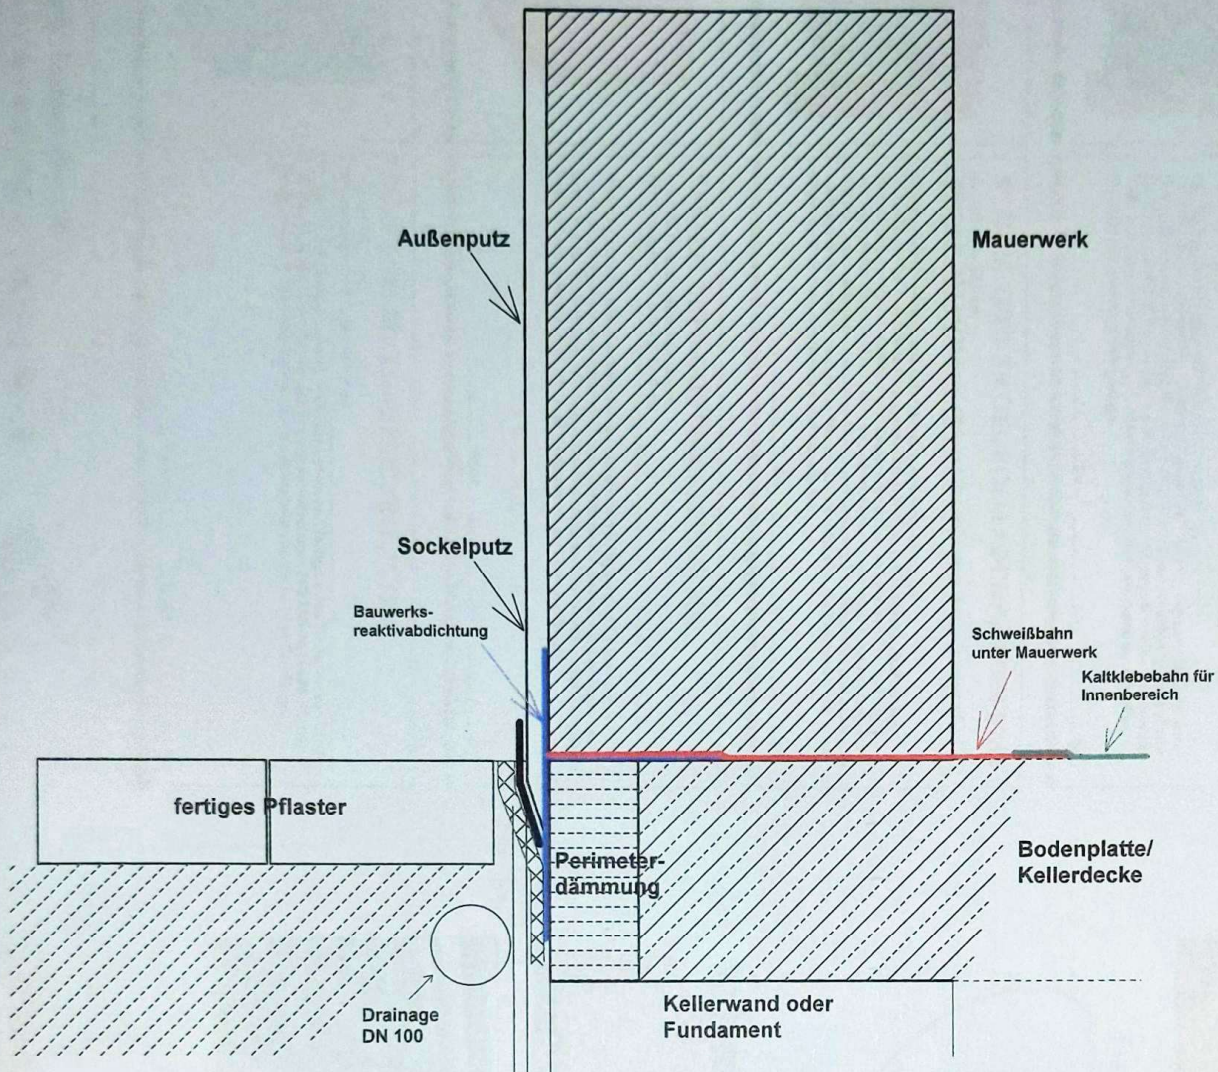 Außenputz
Mauerwerk
Sockelputz
Bauwerks-
reaktivabdichtung
Schweißbahn
unter Mauerwerk
Kaltklebebahn für
Innenbereich
fertiges Pflaster
Perimeter-
dämmung
Bodenplatte/
Kellerdecke
Drainage
DN 100
Kellerwand oder
Fundament